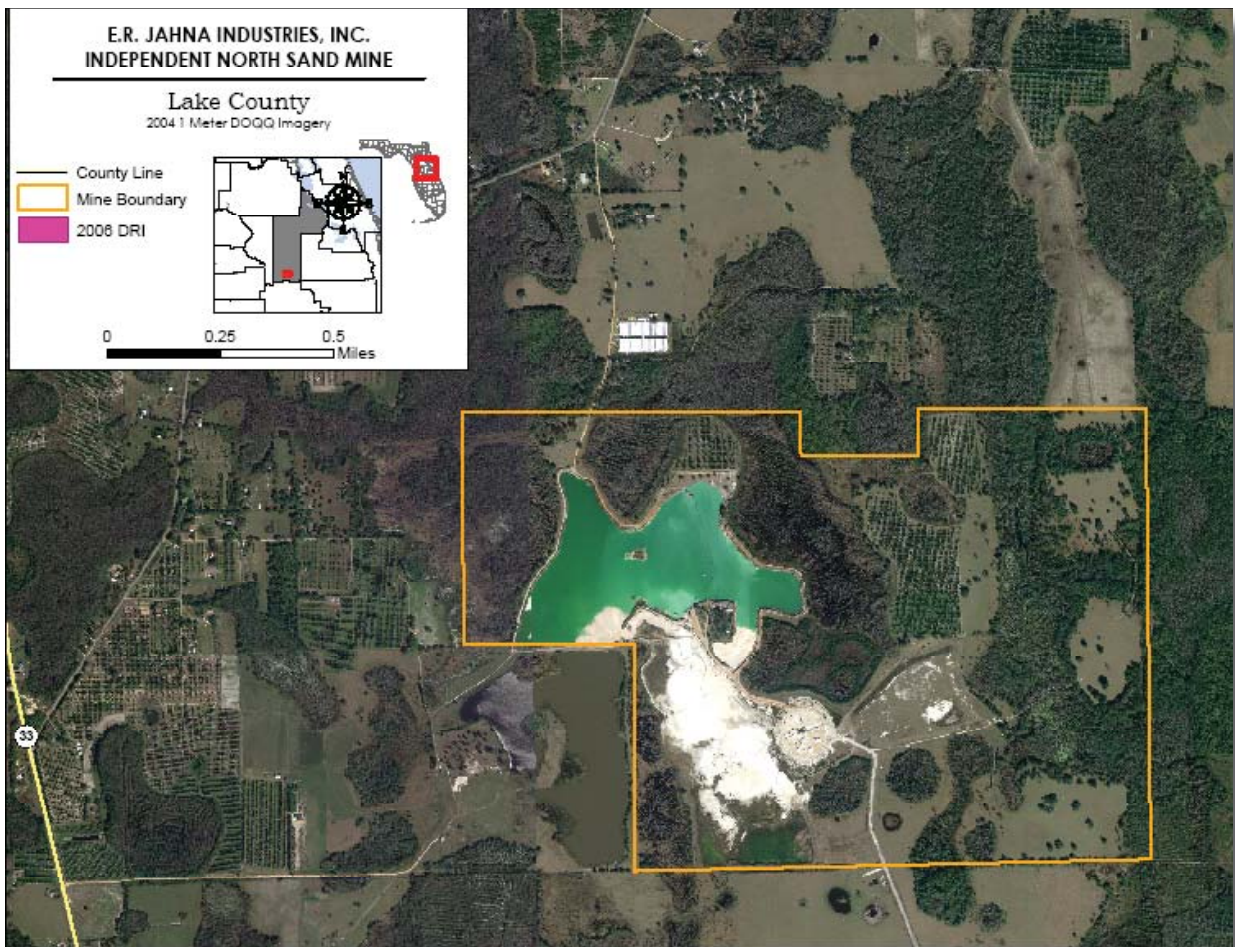 E.R. JAHNA INDUSTRIES, INC.
INDEPENDENT NORTH SAND MINE
Lake County
2004 1 Meter DOQQ Imagery
County Line
Mine Boundary
2006 DRI
0 0.25 0.5
Miles
33